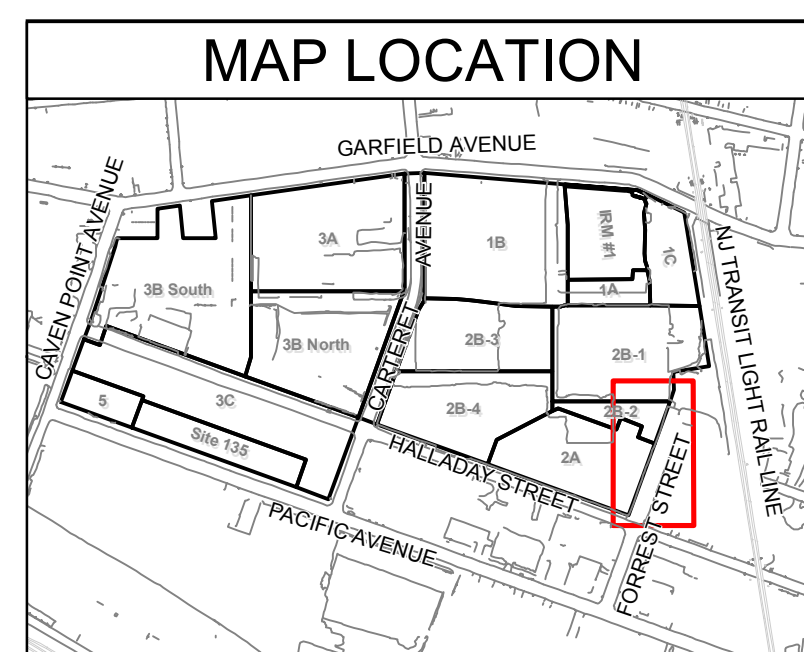 MAP LOCATION
GARFIELD AVENUE
CAVEN POINT AVENUE
AVENUE
CARTERET
NJ TRANSIT LIGHT RAIL LINE
3A
1B
IRM #1
1C
1A
3B South
3B North
2B-3
2B-1
3C
5
Site 135
2B-4
2B-2
2A
HALLADAY STREET
PACIFIC AVENUE
FORREST STREET